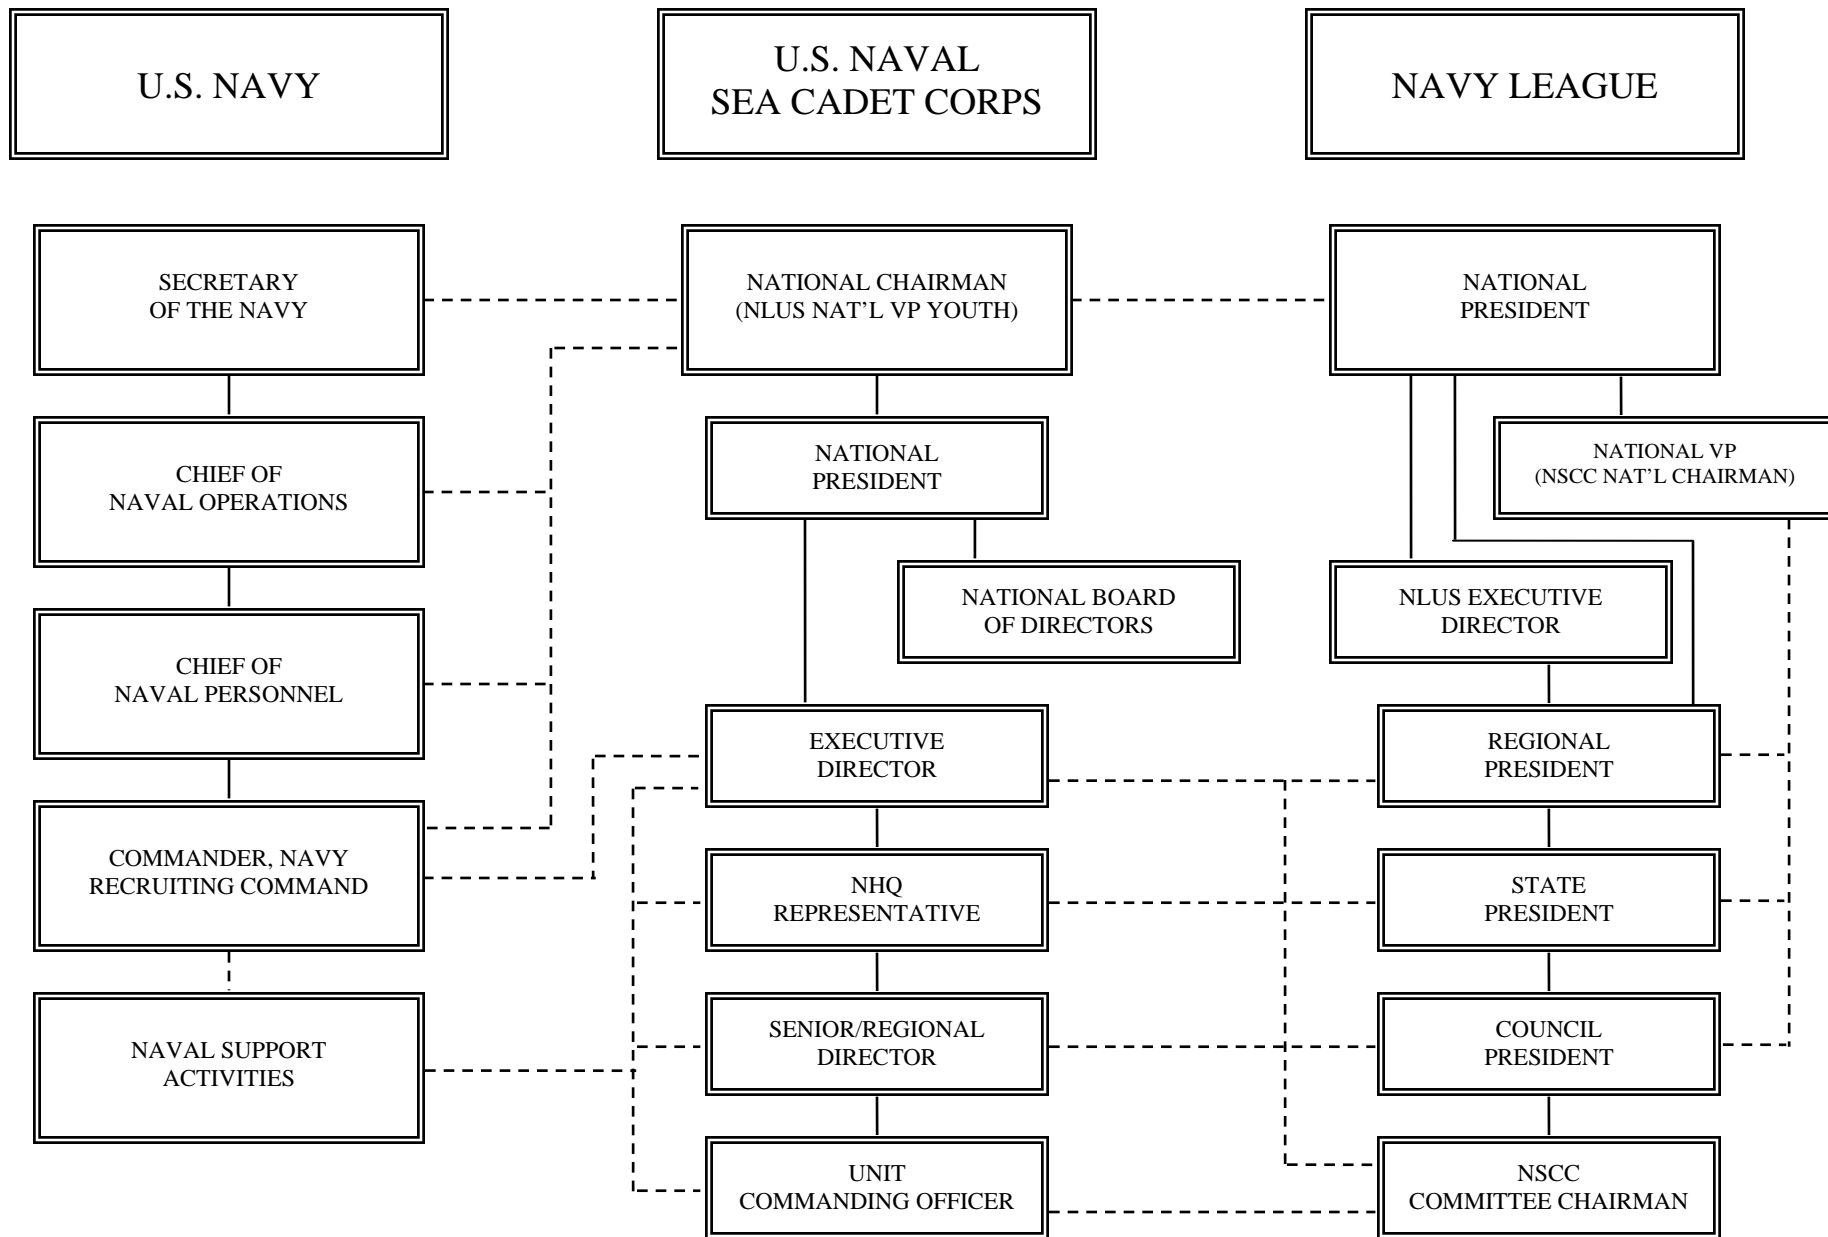 U.S. NAVY
U.S. NAVAL
SEA CADET CORPS
NAVY LEAGUE
SECRETARY
OF THE NAVY
NATIONAL CHAIRMAN
(NLUS NAT’L VP YOUTH)
NATIONAL
PRESIDENT
CHIEF OF
NAVAL OPERATIONS
NATIONAL
PRESIDENT
NATIONAL VP
(NSCC NAT’L CHAIRMAN)
NATIONAL BOARD
OF DIRECTORS
NLUS EXECUTIVE
DIRECTOR
CHIEF OF
NAVAL PERSONNEL
EXECUTIVE
DIRECTOR
REGIONAL
PRESIDENT
COMMANDER, NAVY
RECRUITING COMMAND
NHQ
REPRESENTATIVE
STATE
PRESIDENT
NAVAL SUPPORT
ACTIVITIES
SENIOR/REGIONAL
DIRECTOR
COUNCIL
PRESIDENT
UNIT
COMMANDING OFFICER
NSCC
COMMITTEE CHAIRMAN